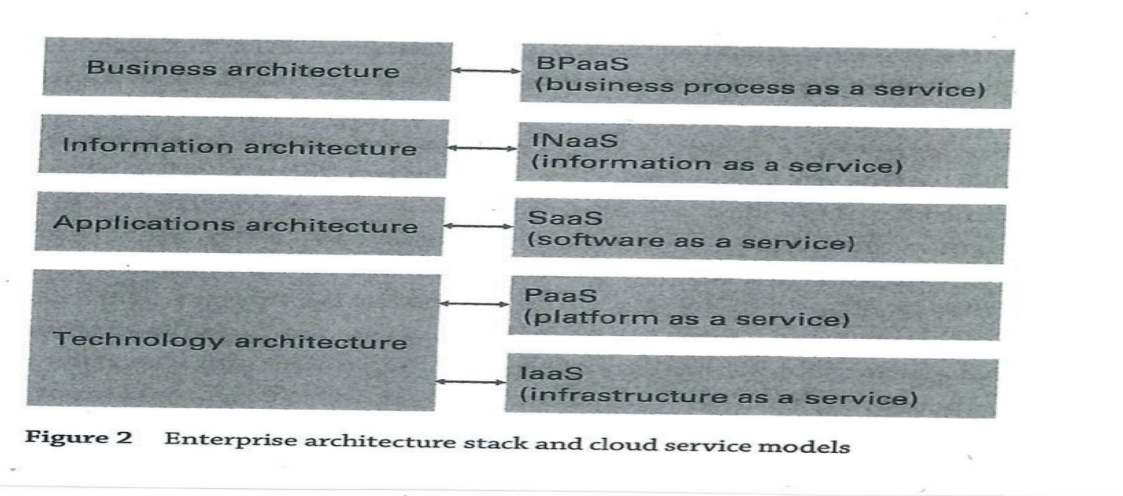 Business architecture
BPaaS
(business process as a service)
Information architecture
INaaS
(information as a service)
Applications architecture
SaaS
(software as a service)
Technology architecture
PaaS
(platform as a service)
IaaS
(infrastructure as a service)
Figure 2 Enterprise architecture stack and cloud service models